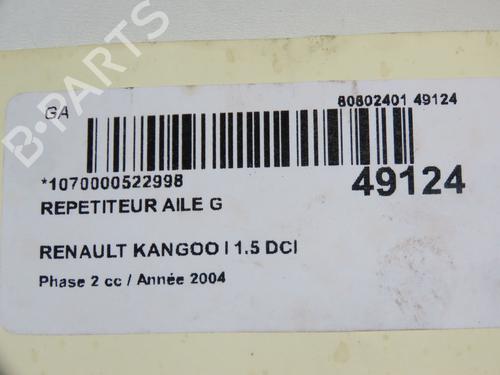 GA
80802401 49124
*1070000522998
49124
REPETITEUR AILE G
RENAULT KANGOO I 1.5 DCI
Phase 2 cc / Année 2004
B-PARTS